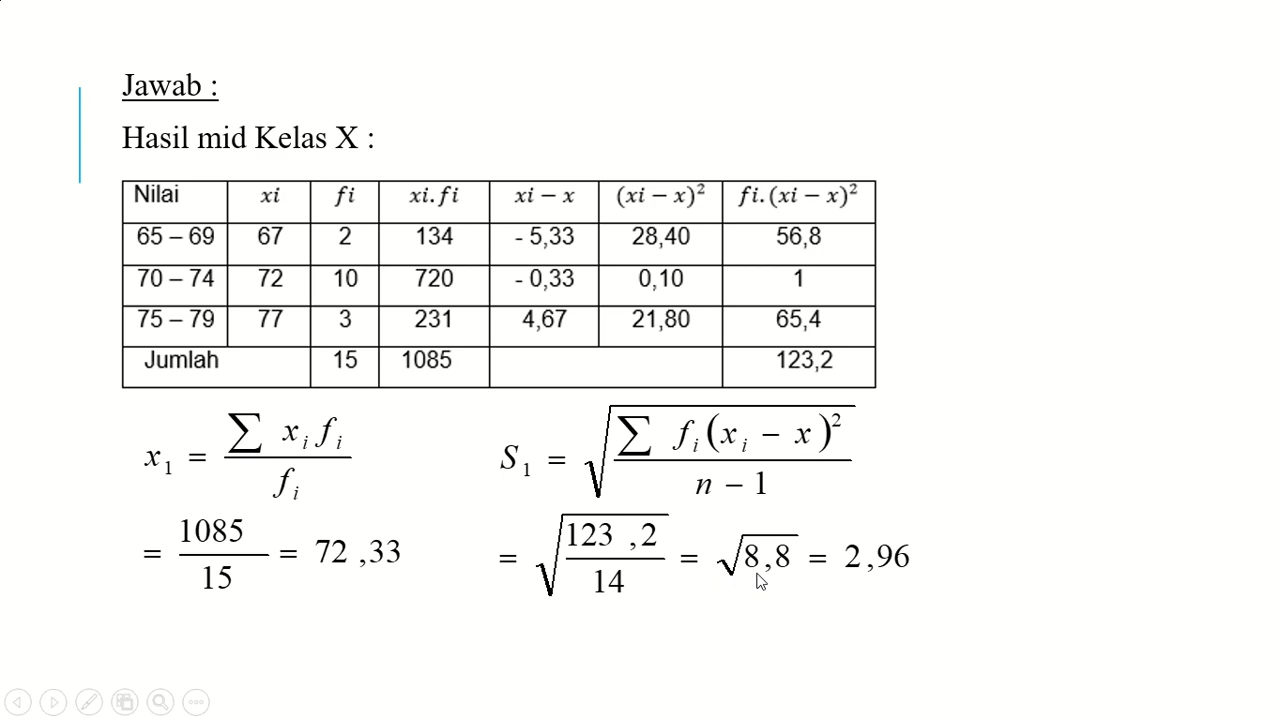 Jawab :
Hasil mid Kelas X :
Nilai xi fi xi.fi xi − x (xi − x)² fi.(xi − x)²
65 – 69 67 2 134 - 5,33 28,40 56,8
70 – 74 72 10 720 - 0,33 0,10 1
75 – 79 77 3 231 4,67 21,80 65,4
Jumlah 15 1085 123,2
x₁ = ∑ xᵢ fᵢ / fᵢ
= 1085 / 15 = 72 ,33
S₁ = √(∑ fᵢ (xᵢ − x)² / n − 1)
= √(123 ,2 / 14) = √8,8 = 2,96